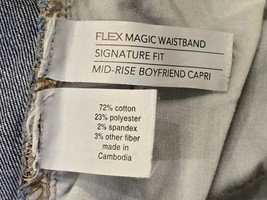 FLEX MAGIC WAISTBAND
SIGNATURE FIT
MID-RISE BOYFRIEND CAPRI
72% cotton
23% polyester
2% spandex
3% other fiber
made in
Cambodia